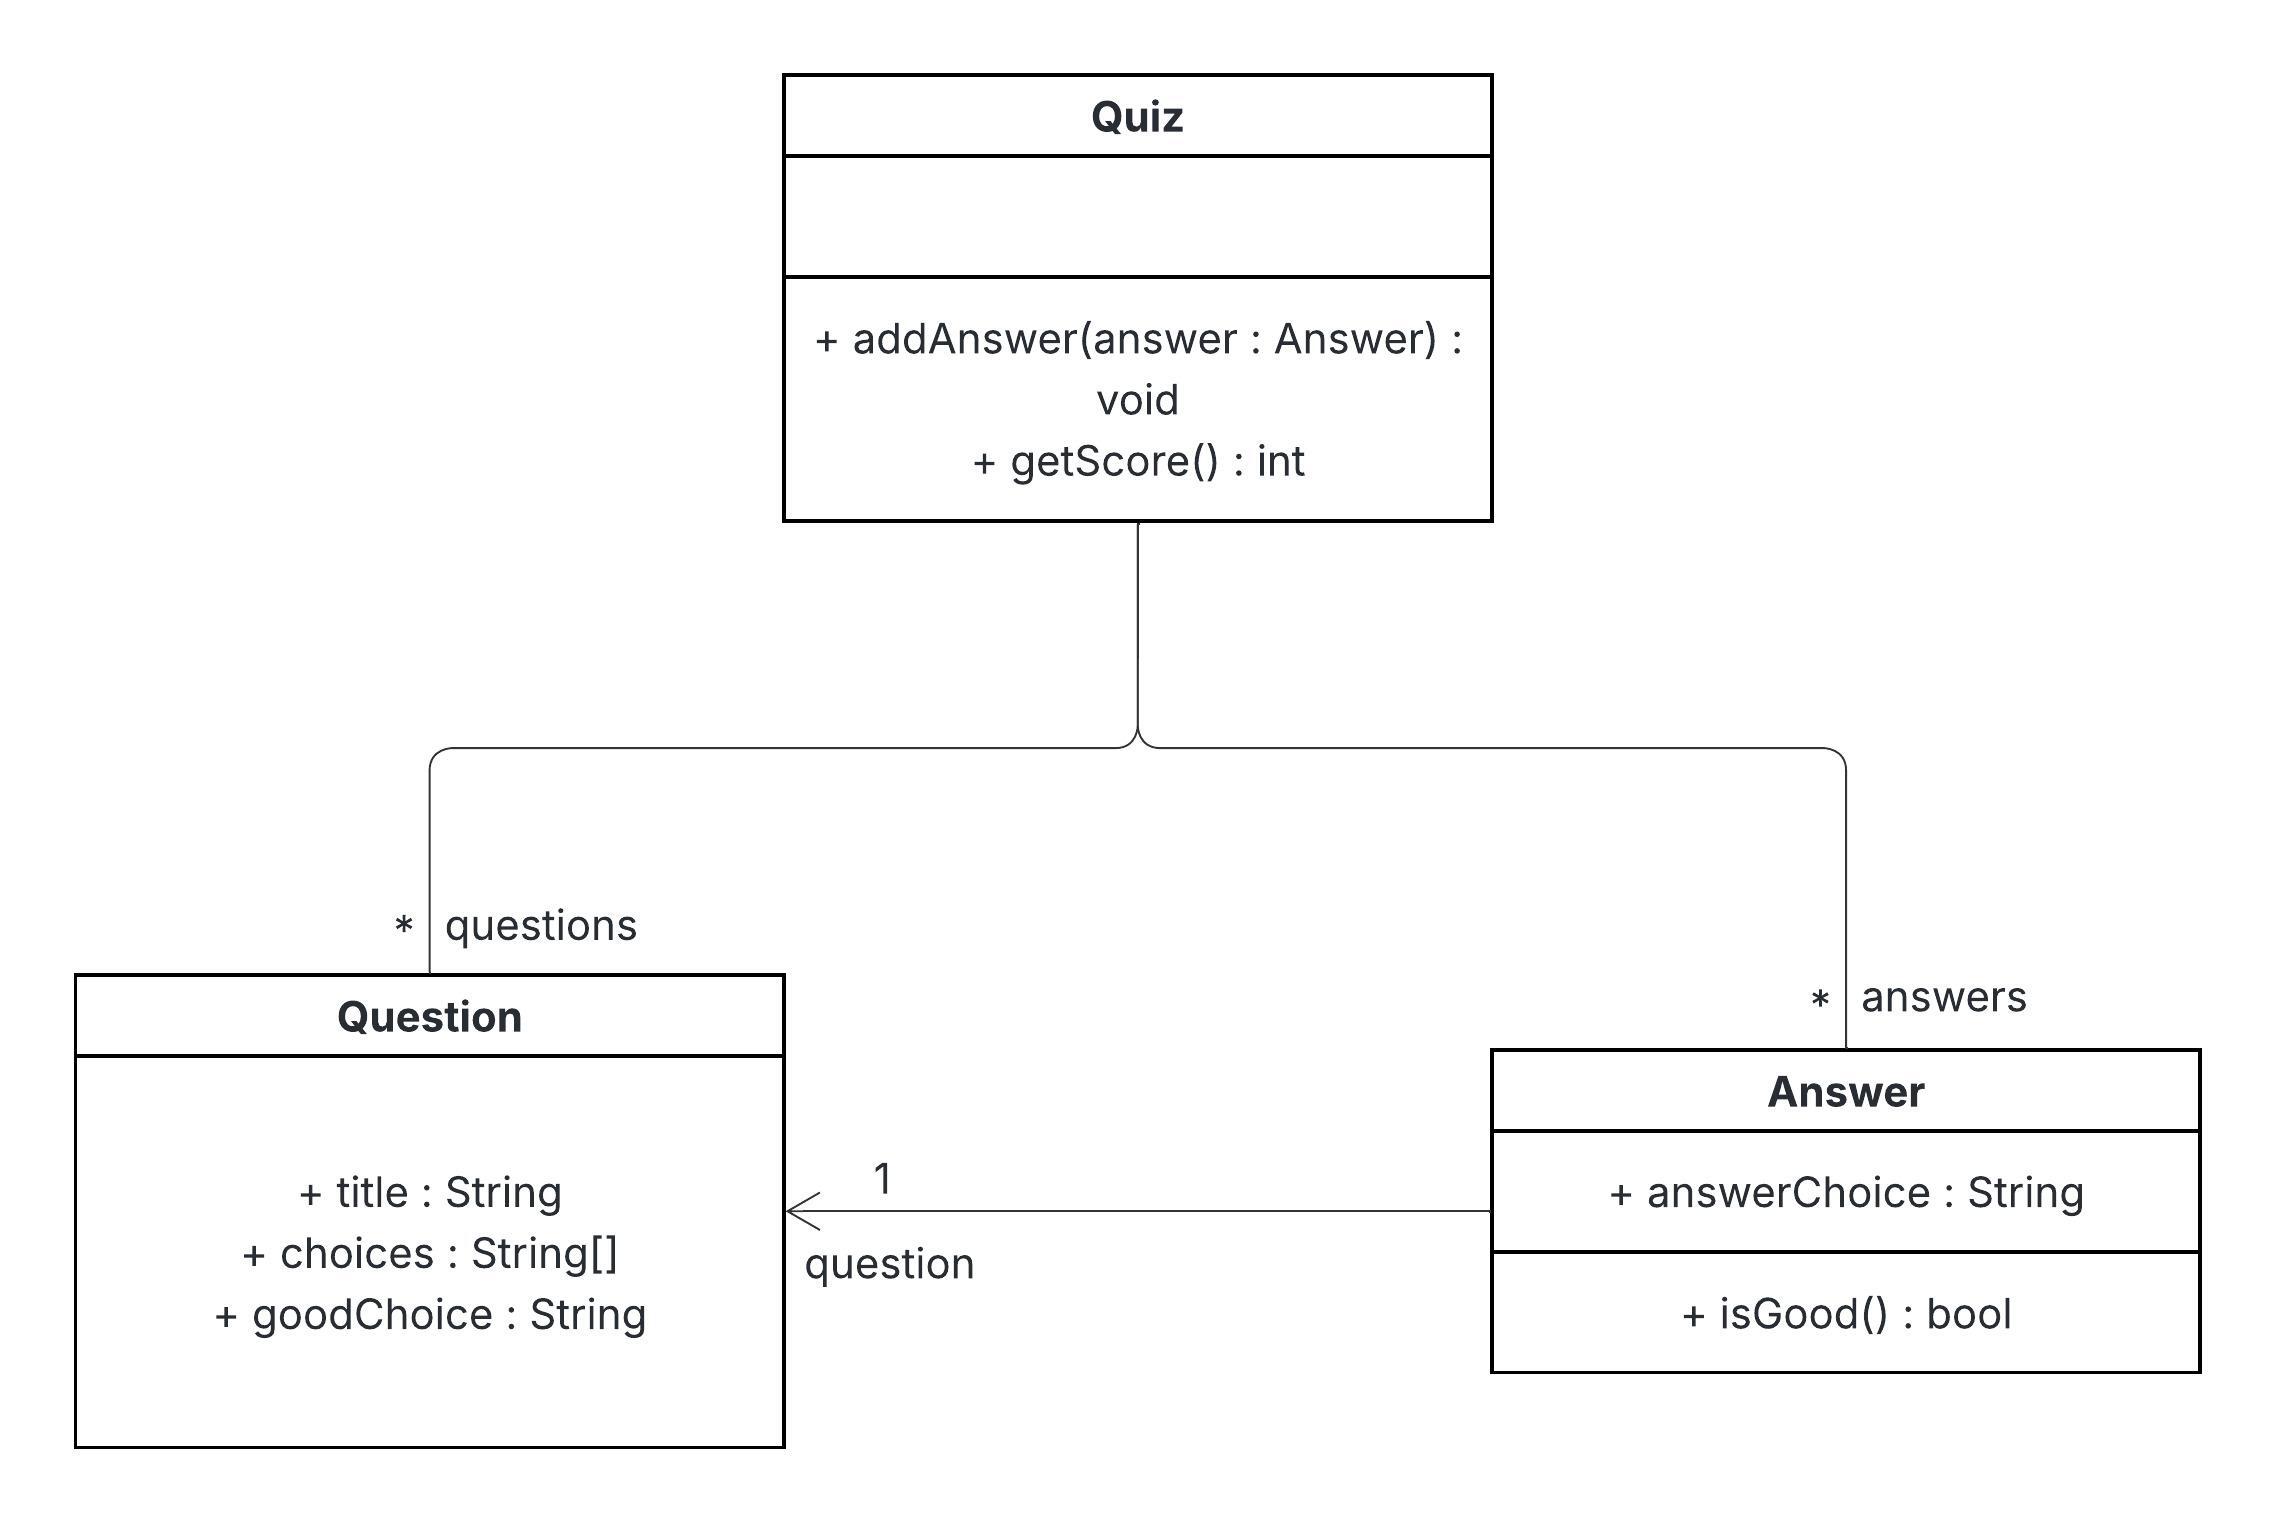 Quiz
+ addAnswer(answer : Answer) :
void
+ getScore() : int
* questions
* answers
Question
+ title : String
+ choices : String[]
+ goodChoice : String
1
question
Answer
+ answerChoice : String
+ isGood() : bool